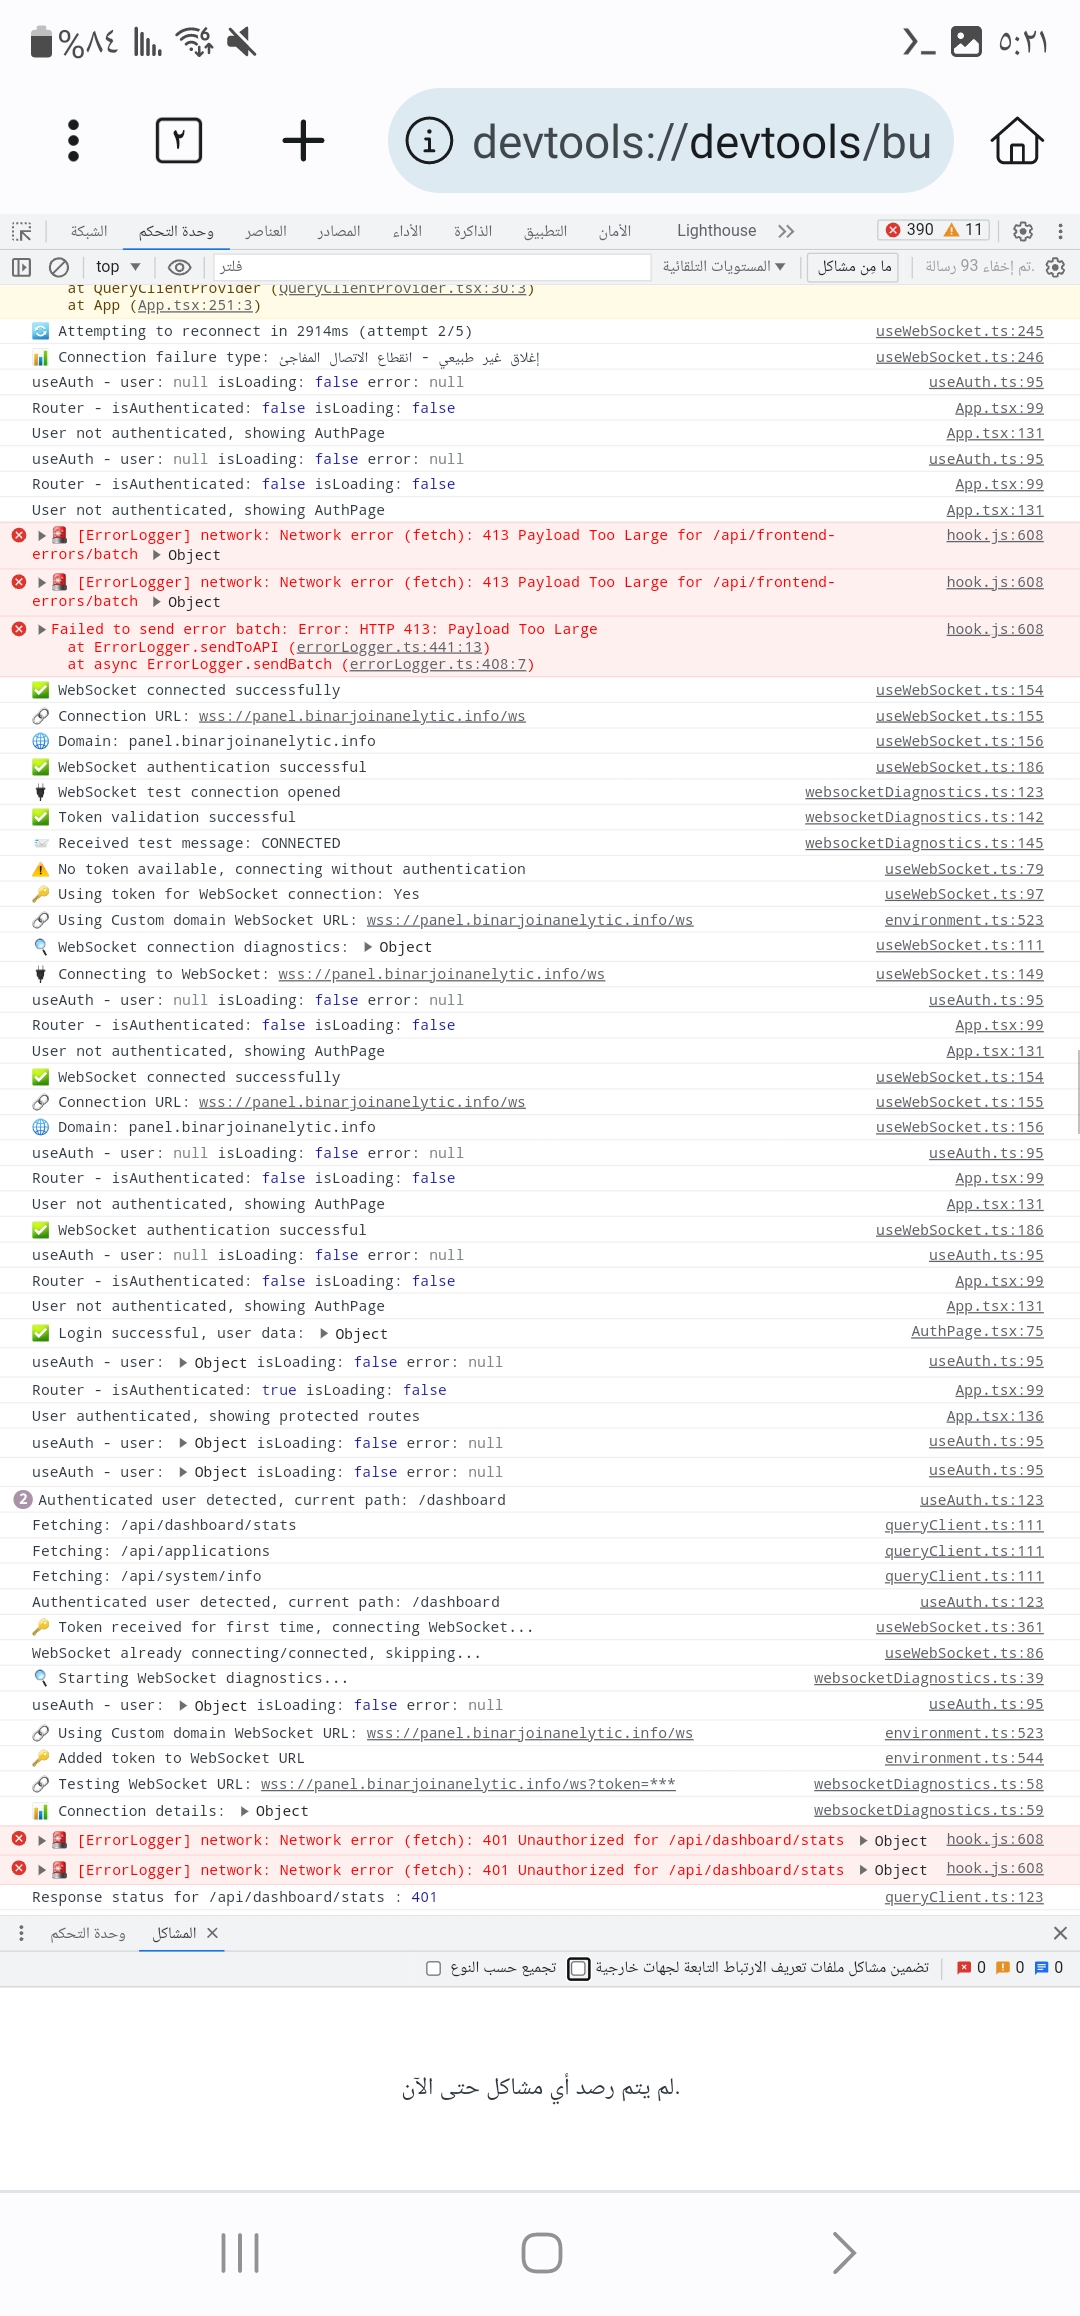 %٨٤
٥:٢١
٢
devtools://devtools/bu
الشبكة وحدة التحكم العناصر المصادر الأداء الذاكرة التطبيق الأمان Lighthouse 390 11
top فلتر المستويات التلقائية ما مِن مشاكل تم إخفاء 93 رسالة.
at QueryClientProvider (QueryClientProvider.tsx:30:3)
at App (App.tsx:251:3)
🔄 Attempting to reconnect in 2914ms (attempt 2/5) useWebSocket.ts:245
📊 Connection failure type: إغلاق غير طبيعي - انقطاع الاتصال المفاجئ useWebSocket.ts:246
useAuth - user: null isLoading: false error: null useAuth.ts:95
Router - isAuthenticated: false isLoading: false App.tsx:99
User not authenticated, showing AuthPage App.tsx:131
useAuth - user: null isLoading: false error: null useAuth.ts:95
Router - isAuthenticated: false isLoading: false App.tsx:99
User not authenticated, showing AuthPage App.tsx:131
🚨 [ErrorLogger] network: Network error (fetch): 413 Payload Too Large for /api/frontend- hook.js:608
errors/batch ▶ Object
🚨 [ErrorLogger] network: Network error (fetch): 413 Payload Too Large for /api/frontend- hook.js:608
errors/batch ▶ Object
Failed to send error batch: Error: HTTP 413: Payload Too Large hook.js:608
at ErrorLogger.sendToAPI (errorLogger.ts:441:13)
at async ErrorLogger.sendBatch (errorLogger.ts:408:7)
✅ WebSocket connected successfully useWebSocket.ts:154
🔗 Connection URL: wss://panel.binarjoinanelytic.info/ws useWebSocket.ts:155
🌐 Domain: panel.binarjoinanelytic.info useWebSocket.ts:156
✅ WebSocket authentication successful useWebSocket.ts:186
🔌 WebSocket test connection opened websocketDiagnostics.ts:123
✅ Token validation successful websocketDiagnostics.ts:142
📨 Received test message: CONNECTED websocketDiagnostics.ts:145
⚠️ No token available, connecting without authentication useWebSocket.ts:79
🔑 Using token for WebSocket connection: Yes useWebSocket.ts:97
🔗 Using Custom domain WebSocket URL: wss://panel.binarjoinanelytic.info/ws environment.ts:523
🔍 WebSocket connection diagnostics: ▶ Object useWebSocket.ts:111
🔌 Connecting to WebSocket: wss://panel.binarjoinanelytic.info/ws useWebSocket.ts:149
useAuth - user: null isLoading: false error: null useAuth.ts:95
Router - isAuthenticated: false isLoading: false App.tsx:99
User not authenticated, showing AuthPage App.tsx:131
✅ WebSocket connected successfully useWebSocket.ts:154
🔗 Connection URL: wss://panel.binarjoinanelytic.info/ws useWebSocket.ts:155
🌐 Domain: panel.binarjoinanelytic.info useWebSocket.ts:156
useAuth - user: null isLoading: false error: null useAuth.ts:95
Router - isAuthenticated: false isLoading: false App.tsx:99
User not authenticated, showing AuthPage App.tsx:131
✅ WebSocket authentication successful useWebSocket.ts:186
useAuth - user: null isLoading: false error: null useAuth.ts:95
Router - isAuthenticated: false isLoading: false App.tsx:99
User not authenticated, showing AuthPage App.tsx:131
✅ Login successful, user data: ▶ Object AuthPage.tsx:75
useAuth - user: ▶ Object isLoading: false error: null useAuth.ts:95
Router - isAuthenticated: true isLoading: false App.tsx:99
User authenticated, showing protected routes App.tsx:136
useAuth - user: ▶ Object isLoading: false error: null useAuth.ts:95
useAuth - user: ▶ Object isLoading: false error: null useAuth.ts:95
2 Authenticated user detected, current path: /dashboard useAuth.ts:123
Fetching: /api/dashboard/stats queryClient.ts:111
Fetching: /api/applications queryClient.ts:111
Fetching: /api/system/info queryClient.ts:111
Authenticated user detected, current path: /dashboard useAuth.ts:123
🔑 Token received for first time, connecting WebSocket... useWebSocket.ts:361
WebSocket already connecting/connected, skipping... useWebSocket.ts:86
🔍 Starting WebSocket diagnostics... websocketDiagnostics.ts:39
useAuth - user: ▶ Object isLoading: false error: null useAuth.ts:95
🔗 Using Custom domain WebSocket URL: wss://panel.binarjoinanelytic.info/ws environment.ts:523
🔑 Added token to WebSocket URL environment.ts:544
🔗 Testing WebSocket URL: wss://panel.binarjoinanelytic.info/ws?token=*** websocketDiagnostics.ts:58
📊 Connection details: ▶ Object websocketDiagnostics.ts:59
🚨 [ErrorLogger] network: Network error (fetch): 401 Unauthorized for /api/dashboard/stats ▶ Object hook.js:608
🚨 [ErrorLogger] network: Network error (fetch): 401 Unauthorized for /api/dashboard/stats ▶ Object hook.js:608
Response status for /api/dashboard/stats : 401 queryClient.ts:123
وحدة التحكم المشاكل
تجميع حسب النوع تضمين مشاكل ملفات تعريف الارتباط التابعة لجهات خارجية 0 0 0
لم يتم رصد أي مشاكل حتى الآن.